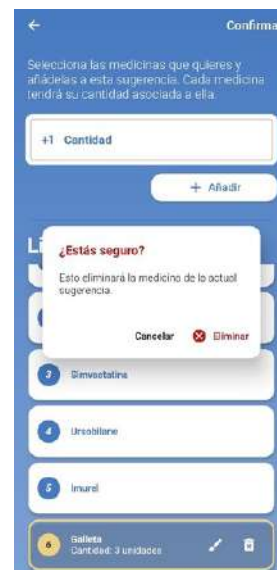 Confirma
Selecciona las medicinas que quieres y
añádelas a esta sugerencia. Cada medicina
tendrá su cantidad asociada a ella.
+1 Cantidad
+ Añadir
Li
¿Estás seguro?
Esto eliminará la medicina de la actual
sugerencia.
Cancelar Eliminar
3 Simvastatina
4 Ursobilane
5 Imurel
6 Galleta
Cantidad: 3 unidades